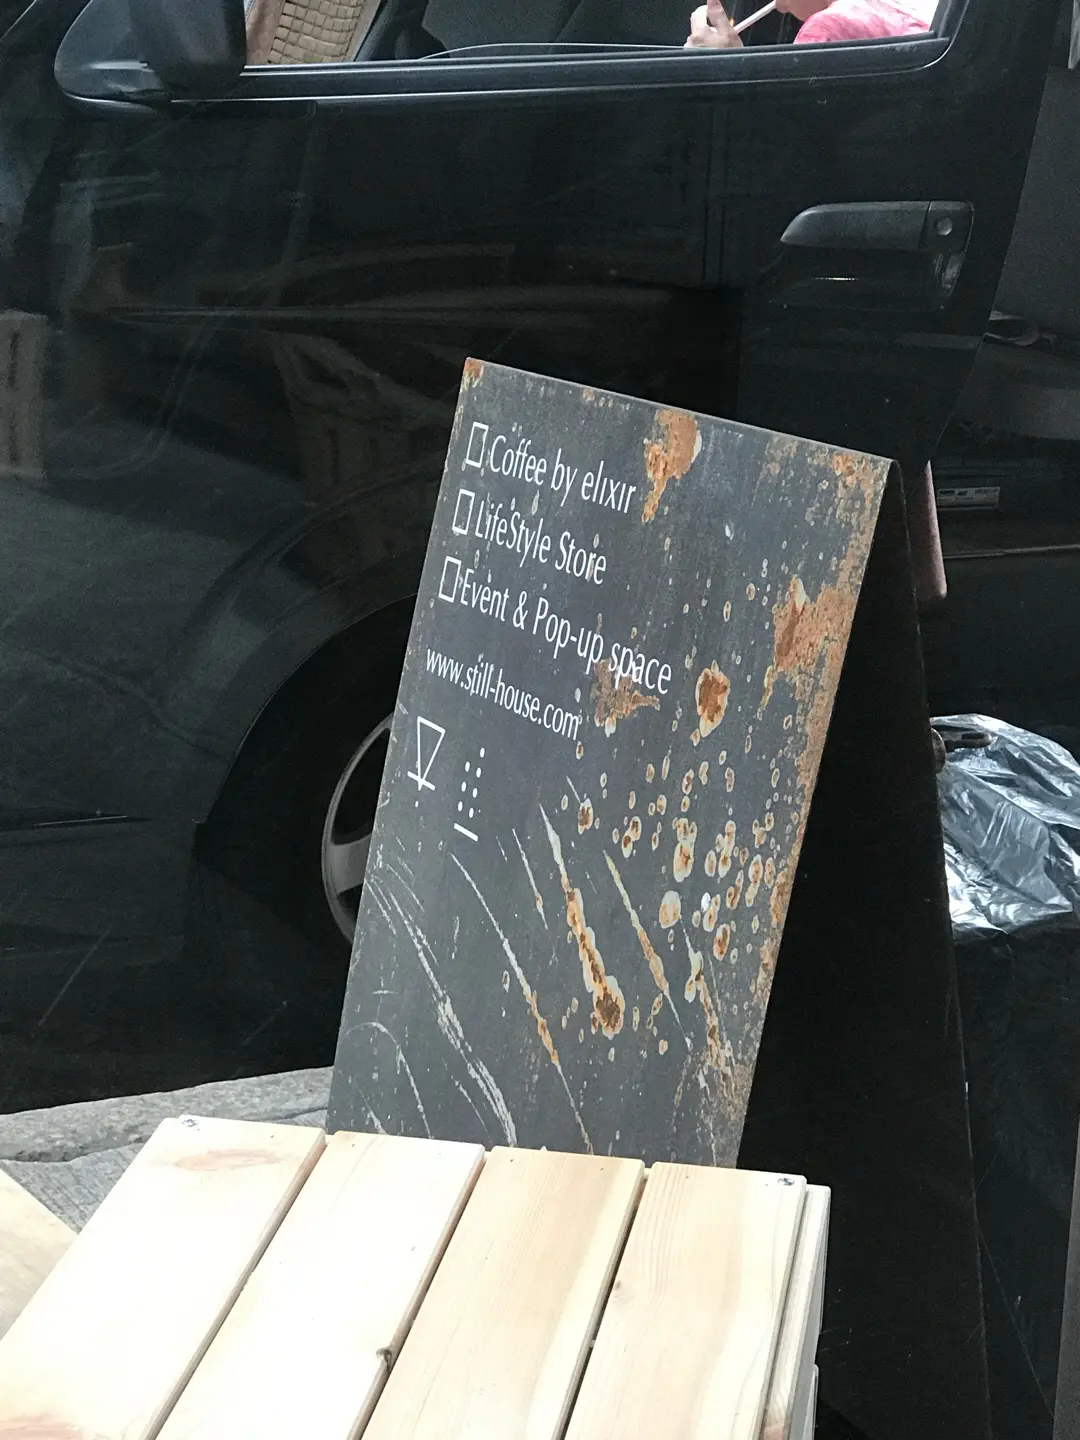 Coffee by elixir
LifeStyle Store
Event & Pop-up space
www.still-house.com